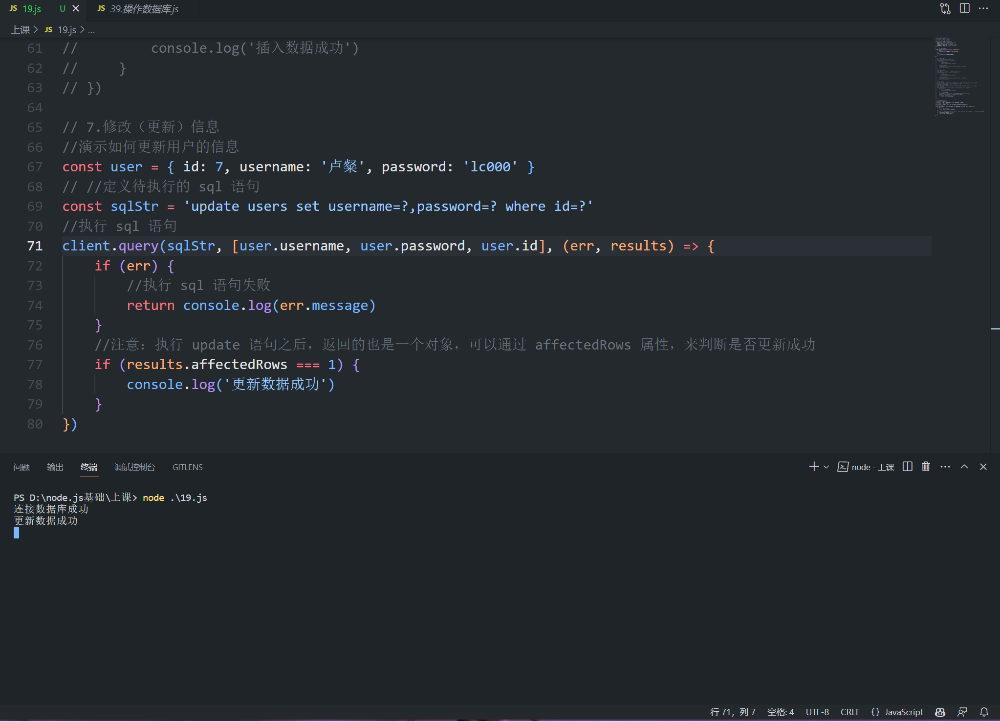 JS 19.js U JS 39.操作数据库.js
上课 > JS 19.js > ...
61 // console.log('插入数据成功')
62 // }
63 // })
64
65 // 7.修改（更新）信息
66 //演示如何更新用户的信息
67 const user = { id: 7, username: '卢粲', password: 'lc000' }
68 // //定义待执行的 sql 语句
69 const sqlStr = 'update users set username=?,password=? where id=?'
70 //执行 sql 语句
71 client.query(sqlStr, [user.username, user.password, user.id], (err, results) => {
72 if (err) {
73 //执行 sql 语句失败
74 return console.log(err.message)
75 }
76 //注意：执行 update 语句之后，返回的也是一个对象，可以通过 affectedRows 属性，来判断是否更新成功
77 if (results.affectedRows === 1) {
78 console.log('更新数据成功')
79 }
80 })
问题 输出 终端 调试控制台 GITLENS node - 上课
PS D:\node.js基础\上课> node .\19.js
连接数据库成功
更新数据成功
行 71，列 7 空格: 4 UTF-8 CRLF {} JavaScript